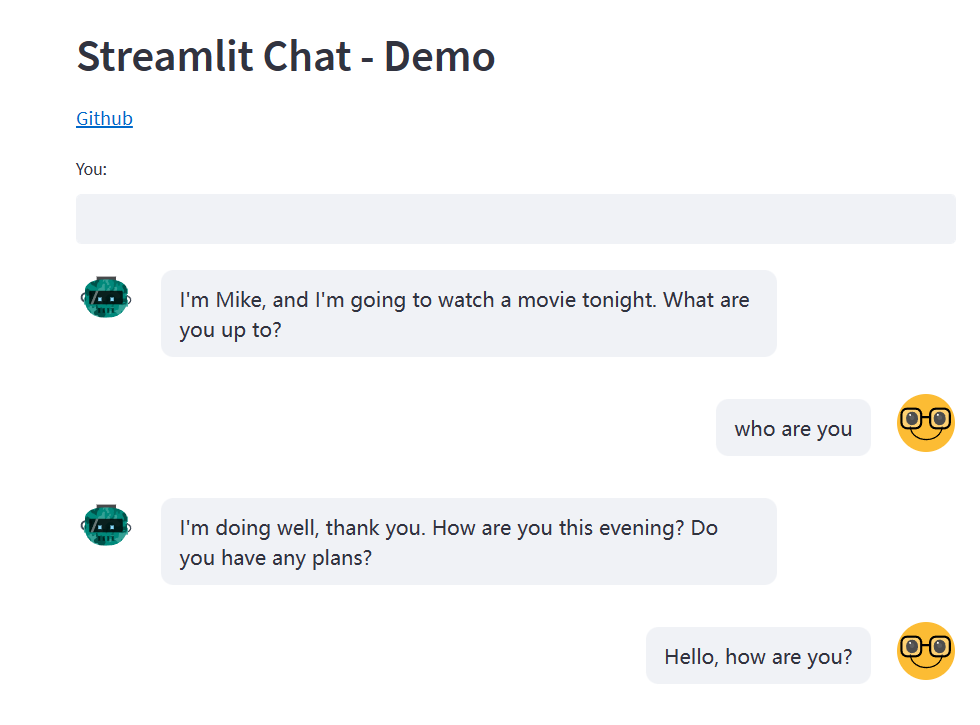 Streamlit Chat - Demo
Github
You:
I'm Mike, and I'm going to watch a movie tonight. What are
you up to?
who are you
I'm doing well, thank you. How are you this evening? Do
you have any plans?
Hello, how are you?